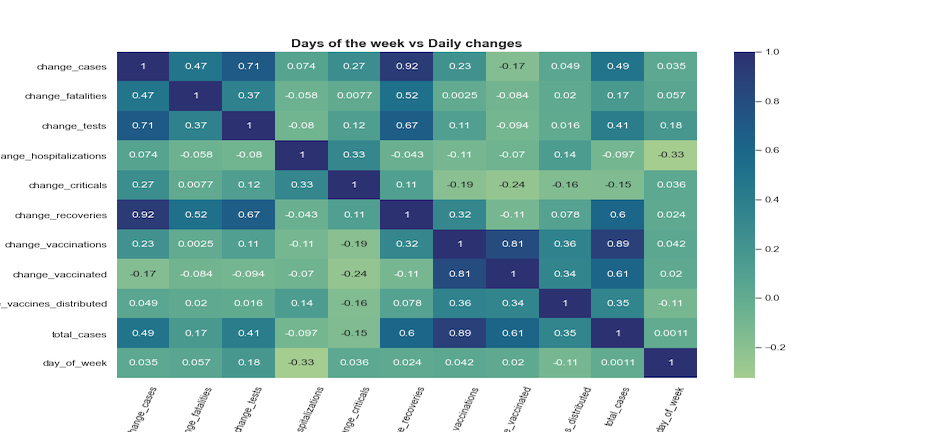 Days of the week vs Daily changes
change_cases 1 0.47 0.71 0.074 0.27 0.92 0.23 -0.17 0.049 0.49 0.035
change_fatalities 0.47 1 0.37 -0.058 0.0077 0.52 0.0025 -0.084 0.02 0.17 0.057
change_tests 0.71 0.37 1 -0.08 0.12 0.67 0.11 -0.094 0.016 0.41 0.18
ange_hospitalizations 0.074 -0.058 -0.08 1 0.33 -0.043 -0.11 -0.07 0.14 -0.097 -0.33
change_criticals 0.27 0.0077 0.12 0.33 1 0.11 -0.19 -0.24 -0.16 -0.15 0.036
change_recoveries 0.92 0.52 0.67 -0.043 0.11 1 0.32 -0.11 0.078 0.6 0.024
change_vaccinations 0.23 0.0025 0.11 -0.11 -0.19 0.32 1 0.81 0.36 0.89 0.042
change_vaccinated -0.17 -0.084 -0.094 -0.07 -0.24 -0.11 0.81 1 0.34 0.61 0.02
e_vaccines_distributed 0.049 0.02 0.016 0.14 -0.16 0.078 0.36 0.34 1 0.35 -0.11
total_cases 0.49 0.17 0.41 -0.097 -0.15 0.6 0.89 0.61 0.35 1 0.0011
day_of_week 0.035 0.057 0.18 -0.33 0.036 0.024 0.042 0.02 -0.11 0.0011 1
hange_cases
nge_fatalities
hange_tests
spitalizations
nge_criticals
e_recoveries
vaccinations
e_vaccinated
s_distributed
total_cases
day_of_week
1.0
0.8
0.6
0.4
0.2
0.0
-0.2